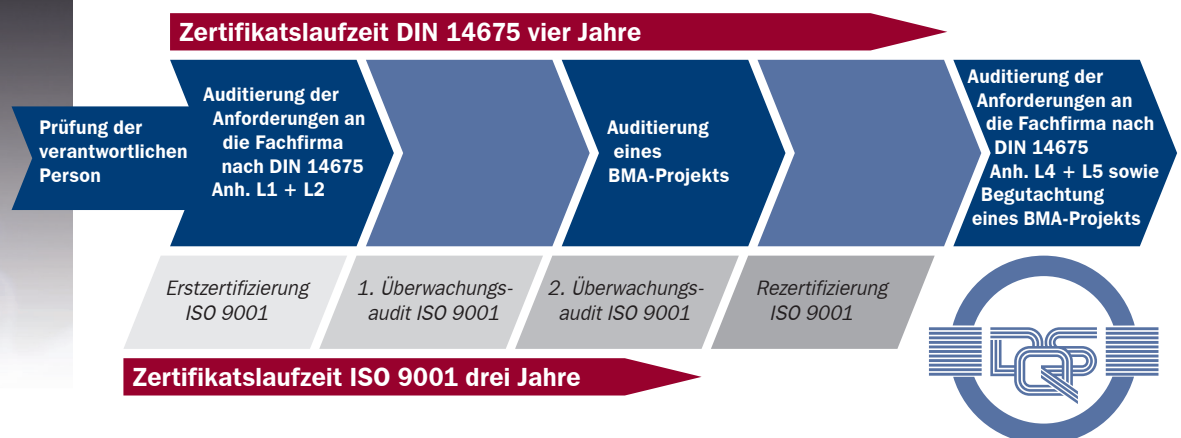 Zertifikatslaufzeit DIN 14675 vier Jahre
Prüfung der
verantwortlichen
Person
Auditierung der
Anforderungen an
die Fachfirma
nach DIN 14675
Anh. L1 + L2
Auditierung
eines
BMA-Projekts
Auditierung der
Anforderungen an
die Fachfirma nach
DIN 14675
Anh. L4 + L5 sowie
Begutachtung
eines BMA-Projekts
Erstzertifizierung
ISO 9001
1. Überwachungs-
audit ISO 9001
2. Überwachungs-
audit ISO 9001
Rezertifizierung
ISO 9001
Zertifikatslaufzeit ISO 9001 drei Jahre
DQS